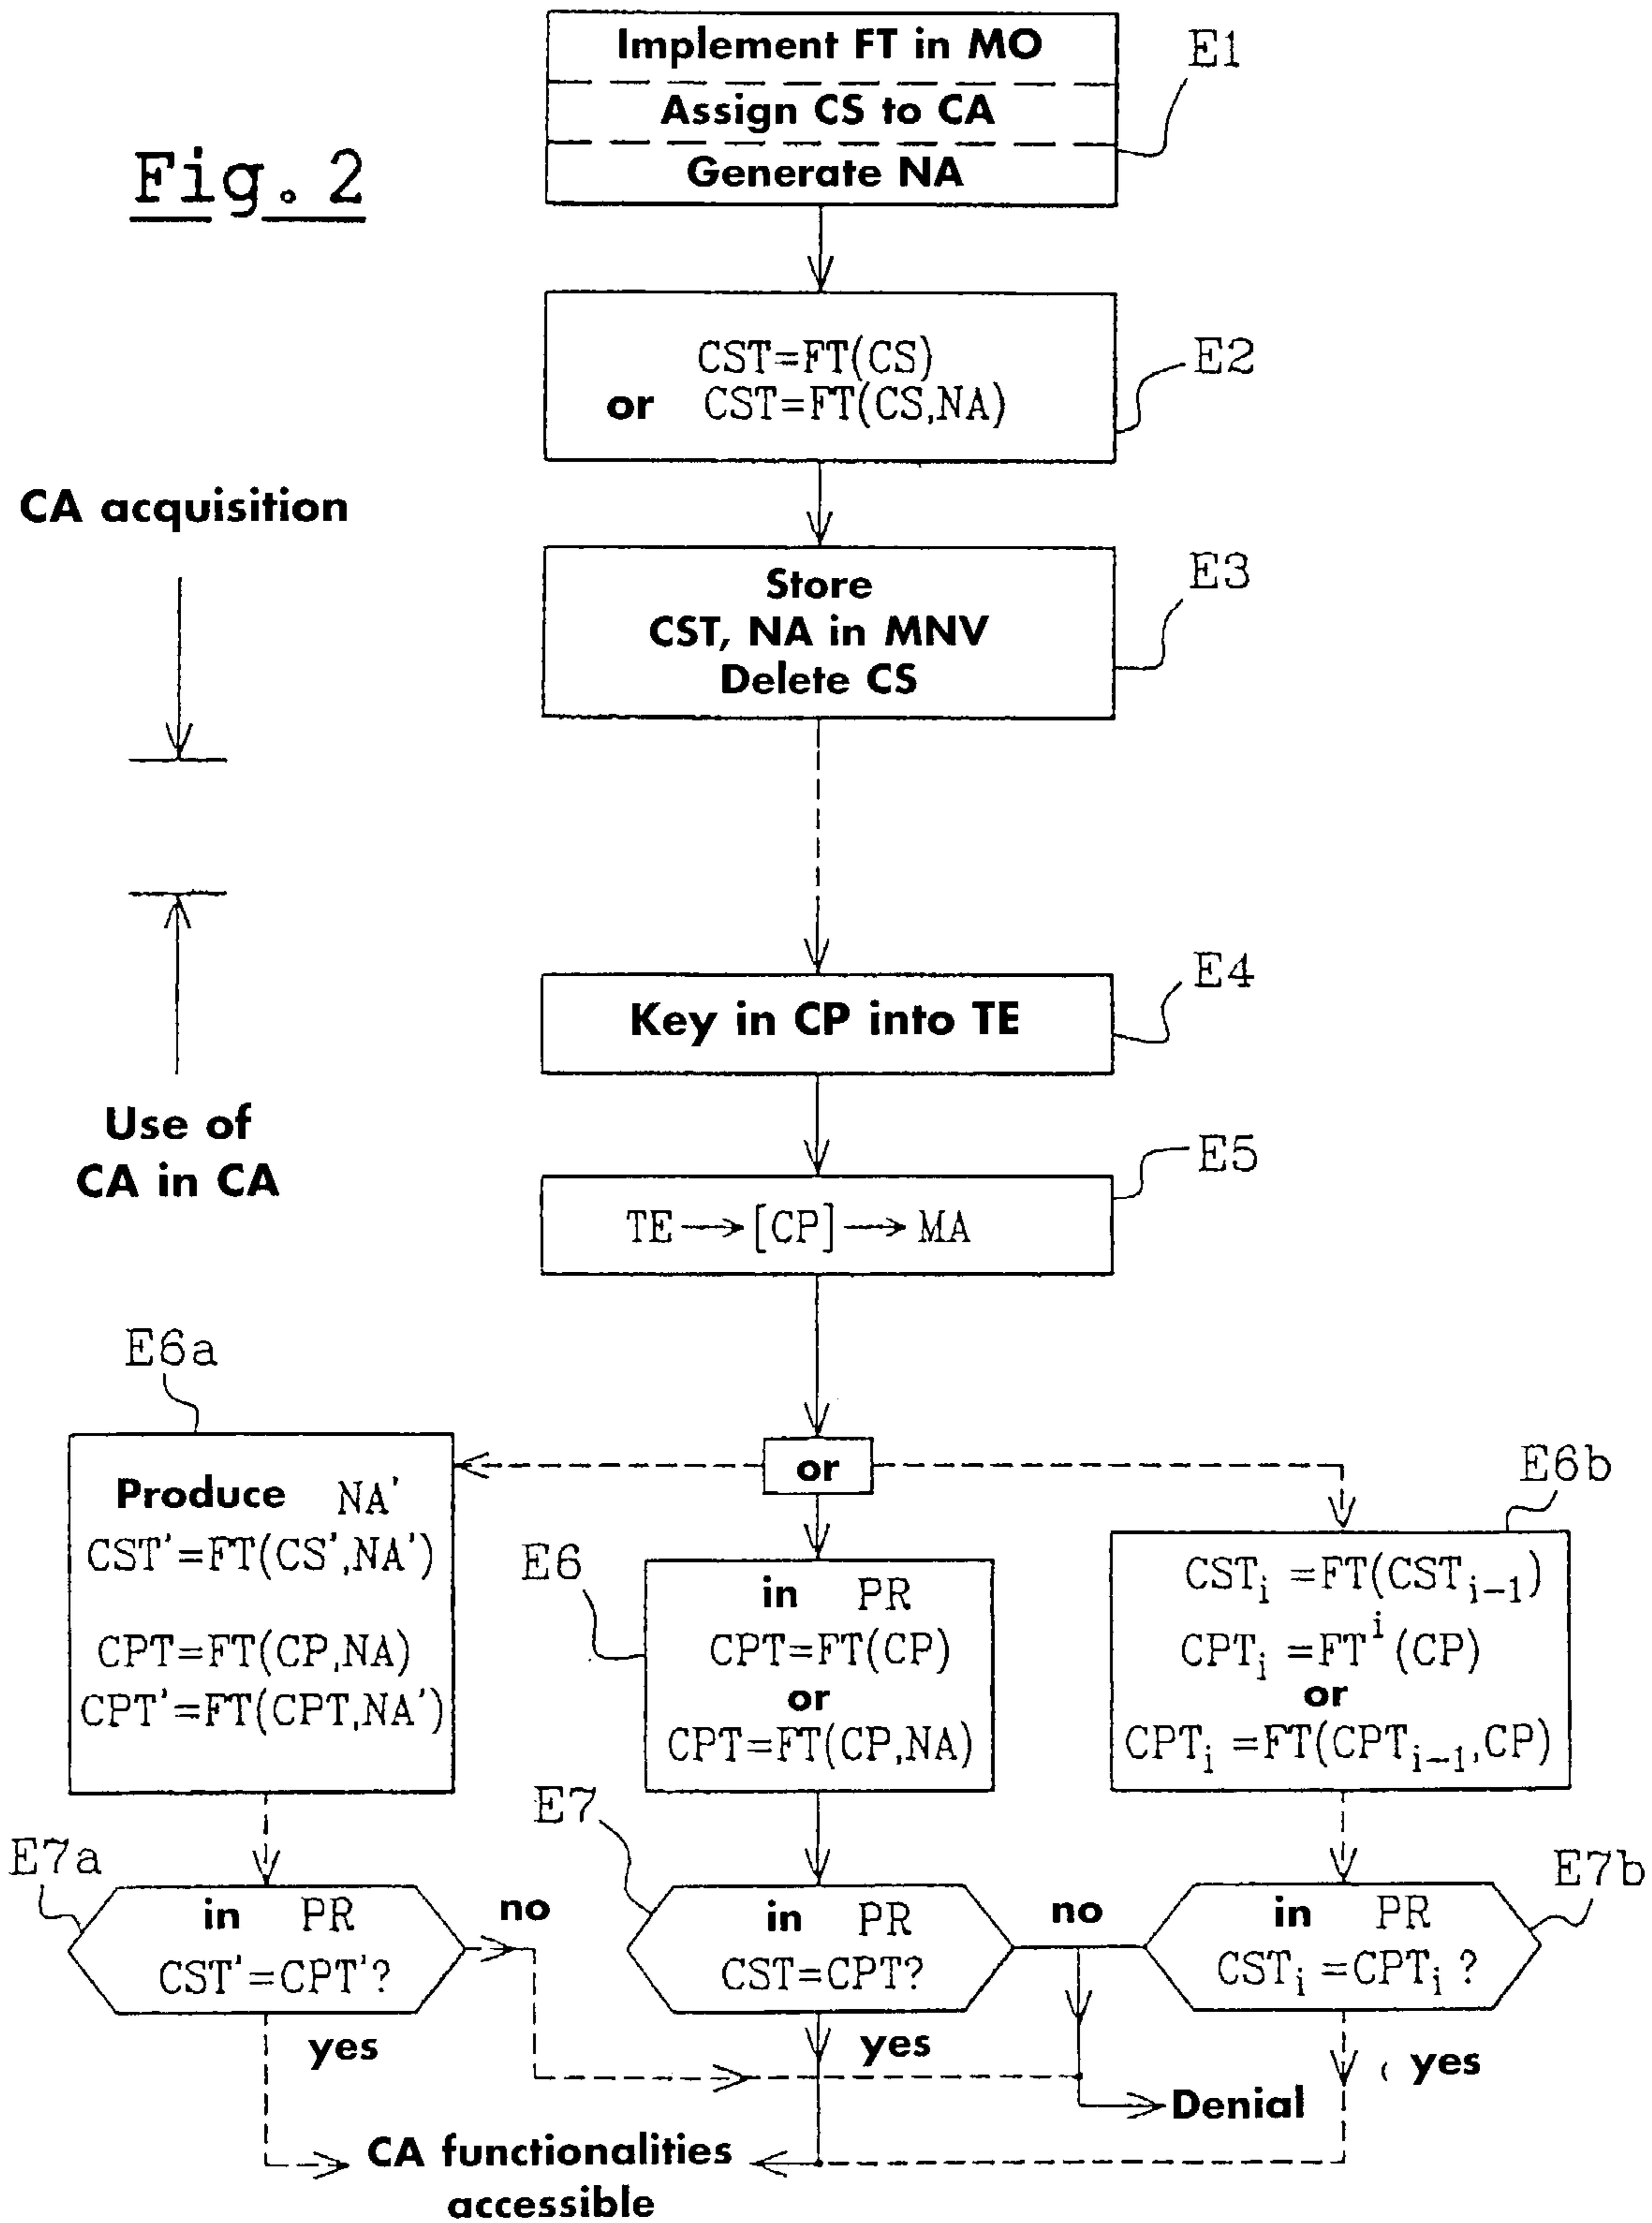 Fig. 2
Implement FT in MO
Assign CS to CA
Generate NA
E1
CST=FT(CS)
or CST=FT(CS,NA)
E2
CA acquisition
Store
CST, NA in MNV
Delete CS
E3
Key in CP into TE
E4
Use of
CA in CA
TE→[CP]→MA
E5
or
E6a
Produce NA'
CST'=FT(CS',NA')
CPT=FT(CP,NA)
CPT'=FT(CPT,NA')
E6
in PR
CPT=FT(CP)
or
CPT=FT(CP,NA)
E6b
CSTi =FT(CSTi-1)
CPTi =FT^i (CP)
or
CPTi =FT(CPTi-1,CP)
E7a
in PR
CST'=CPT'?
no
yes
E7
in PR
CST=CPT?
no
yes
E7b
in PR
CSTi =CPTi ?
yes
Denial
CA functionalities
accessible